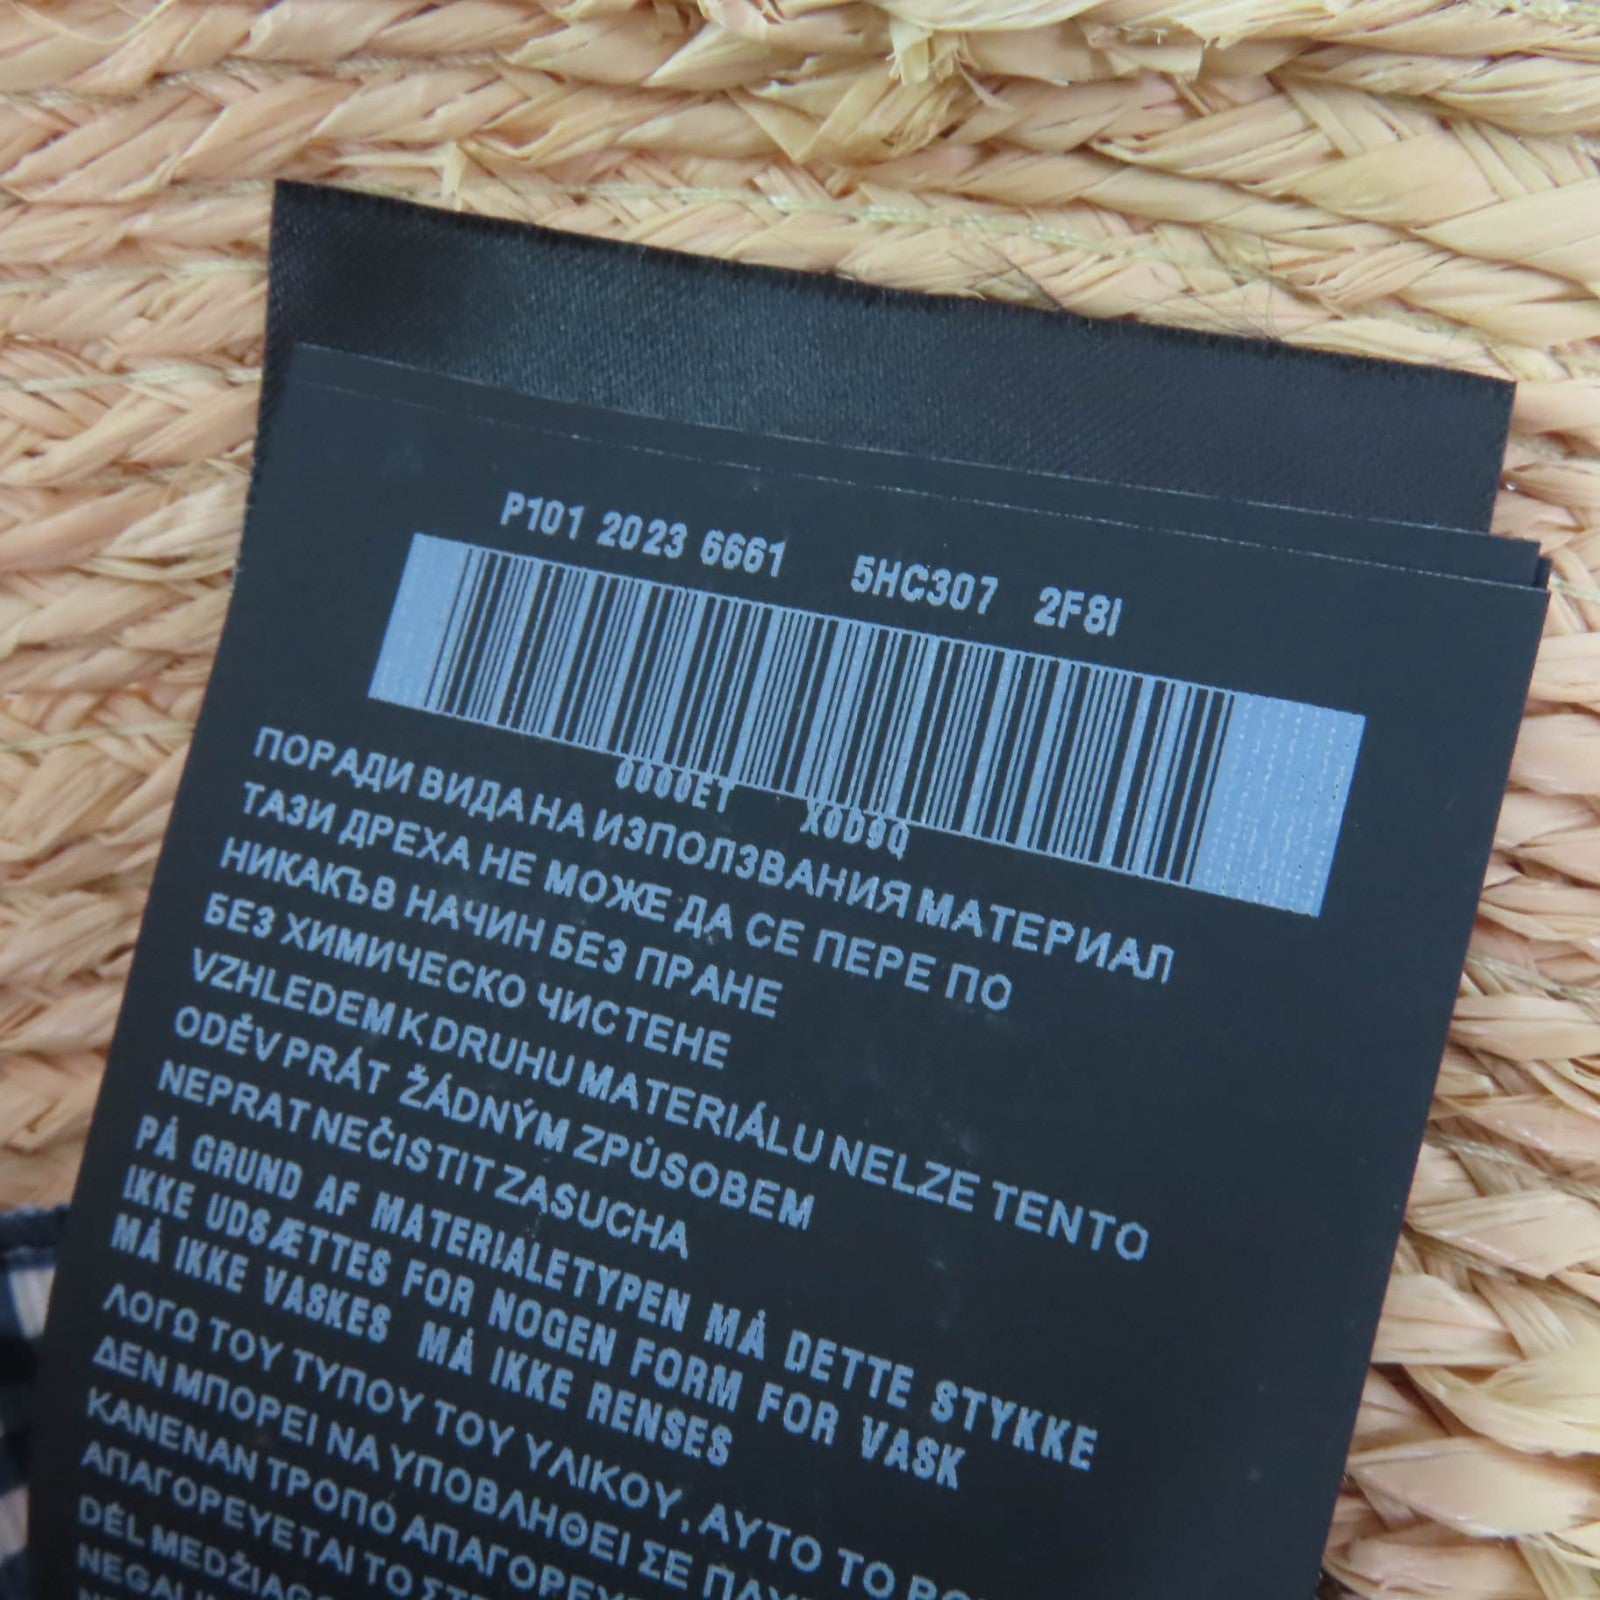 P101 2023 6661 5HC307 2F8I
0000ET X0D9Q
ПОРАДИ ВИДА НА ИЗПОЛЗВАНИЯ МАТЕРИАЛ
ТАЗИ ДРЕХА НЕ МОЖЕ ДА СЕ ПЕРЕ ПО
НИКАКЪВ НАЧИН БЕЗ ПРАНЕ
БЕЗ ХИМИЧЕСКО ЧИСТЕНЕ
VZHLEDEM K DRUHU MATERIÁLU NELZE TENTO
ODĚV PRÁT ŽÁDNÝM ZPÚSOBEM
NEPRAT NEČISTIT ZASUCHA
PÅ GRUND AF MATERIALETYPEN MÅ DETTE STYKKE
IKKE UDSÆTTES FOR NOGEN FORM FOR VASK
MÅ IKKE VASKES MÅ IKKE RENSES
ΛΟΓΩ ΤΟΥ ΤΥΠΟΥ ΤΟΥ ΥΛΙΚΟΥ, ΑΥΤΟ ΤΟ
ΔΕΝ ΜΠΟΡΕΙ ΝΑ ΥΠΟΒΛΗΘΕΙ ΣΕ
ΚΑΝΕΝΑΝ ΤΡΟΠΟ
ΑΠΑΓΟΡΕΥΕΤΑΙ ΤΟ
DĖL